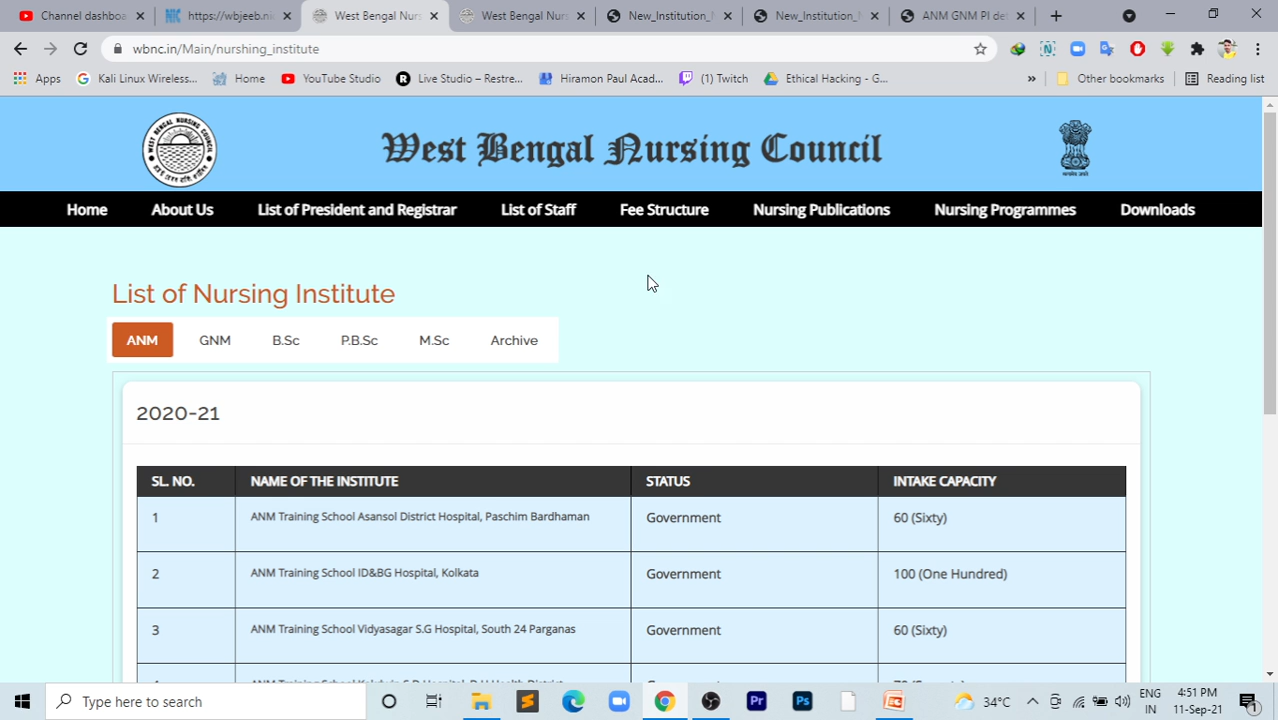 Channel dashboa
https://wbjeeb.ni
West Bengal Nur
West Bengal Nurs
New_Institution_
New_Institution_
ANM GNM PI de
wbnc.in/Main/nurshing_institute
Apps
Kali Linux Wireless...
Home
YouTube Studio
Live Studio – Restre...
Hiramon Paul Acad...
(1) Twitch
Ethical Hacking - G...
»
Other bookmarks
Reading list
West Bengal Nursing Council
Home
About Us
List of President and Registrar
List of Staff
Fee Structure
Nursing Publications
Nursing Programmes
Downloads
List of Nursing Institute
ANM
GNM
B.Sc
P.B.Sc
M.Sc
Archive
2020-21
SL. NO.
NAME OF THE INSTITUTE
STATUS
INTAKE CAPACITY
1
ANM Training School Asansol District Hospital, Paschim Bardhaman
Government
60 (Sixty)
2
ANM Training School ID&BG Hospital, Kolkata
Government
100 (One Hundred)
3
ANM Training School Vidyasagar S.G Hospital, South 24 Parganas
Government
60 (Sixty)
Type here to search
34°C
ENG
IN
4:51 PM
11-Sep-21